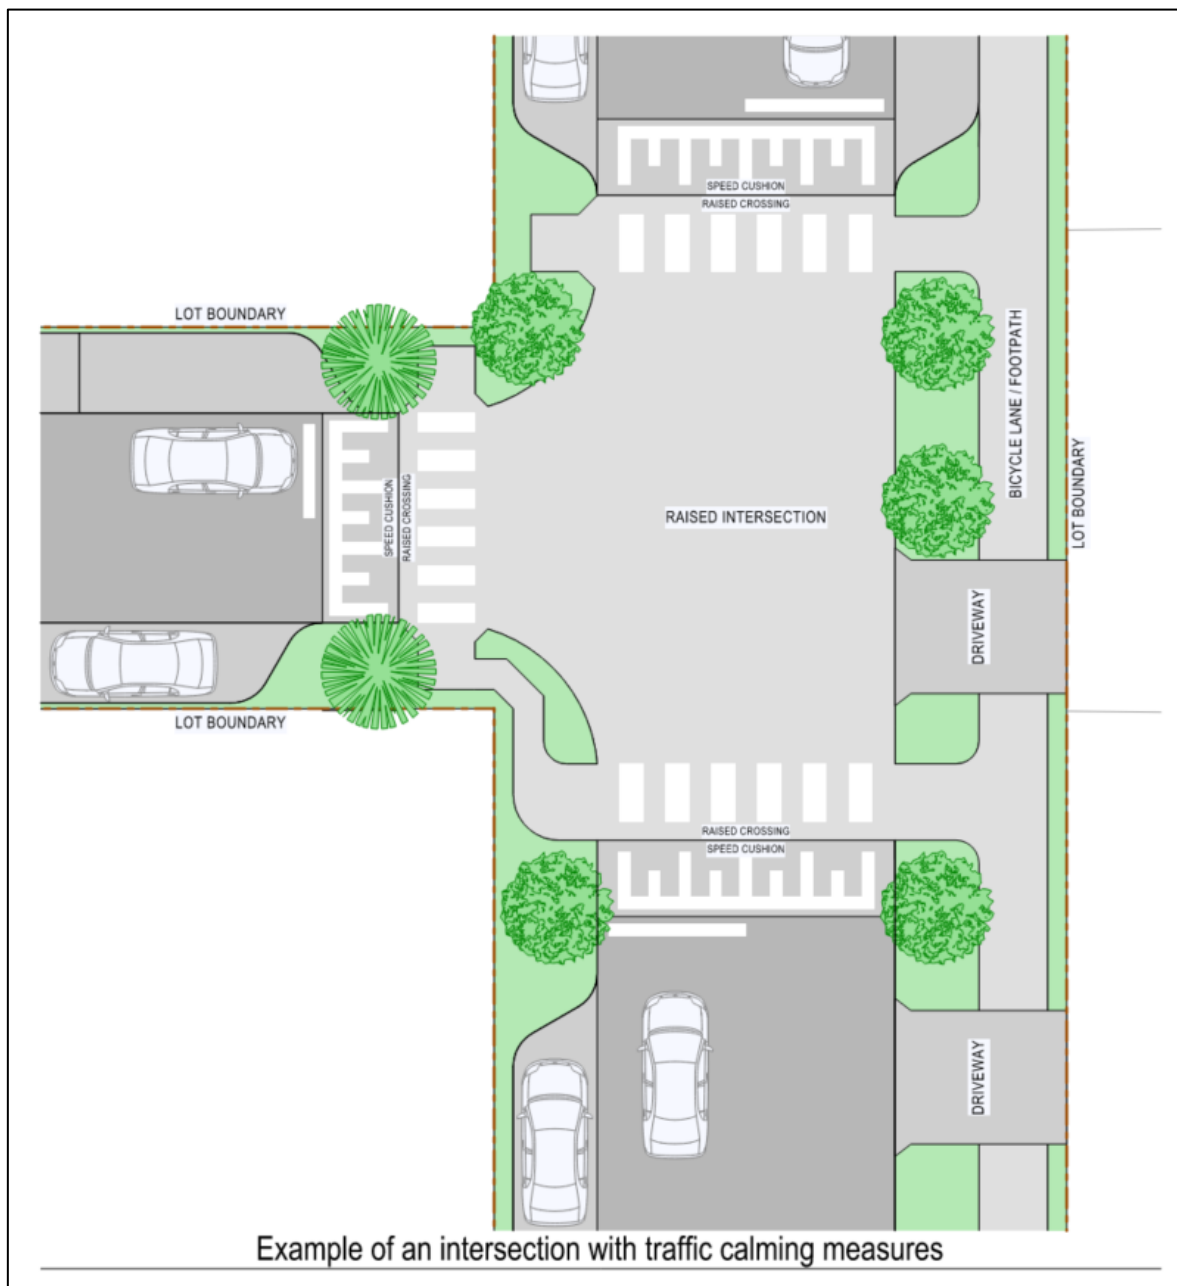 SPEED CUSHION
RAISED CROSSING
LOT BOUNDARY
BICYCLE LANE / FOOTPATH
LOT BOUNDARY
SPEED CUSHION
RAISED CROSSING
RAISED INTERSECTION
DRIVEWAY
LOT BOUNDARY
RAISED CROSSING
SPEED CUSHION
DRIVEWAY
Example of an intersection with traffic calming measures